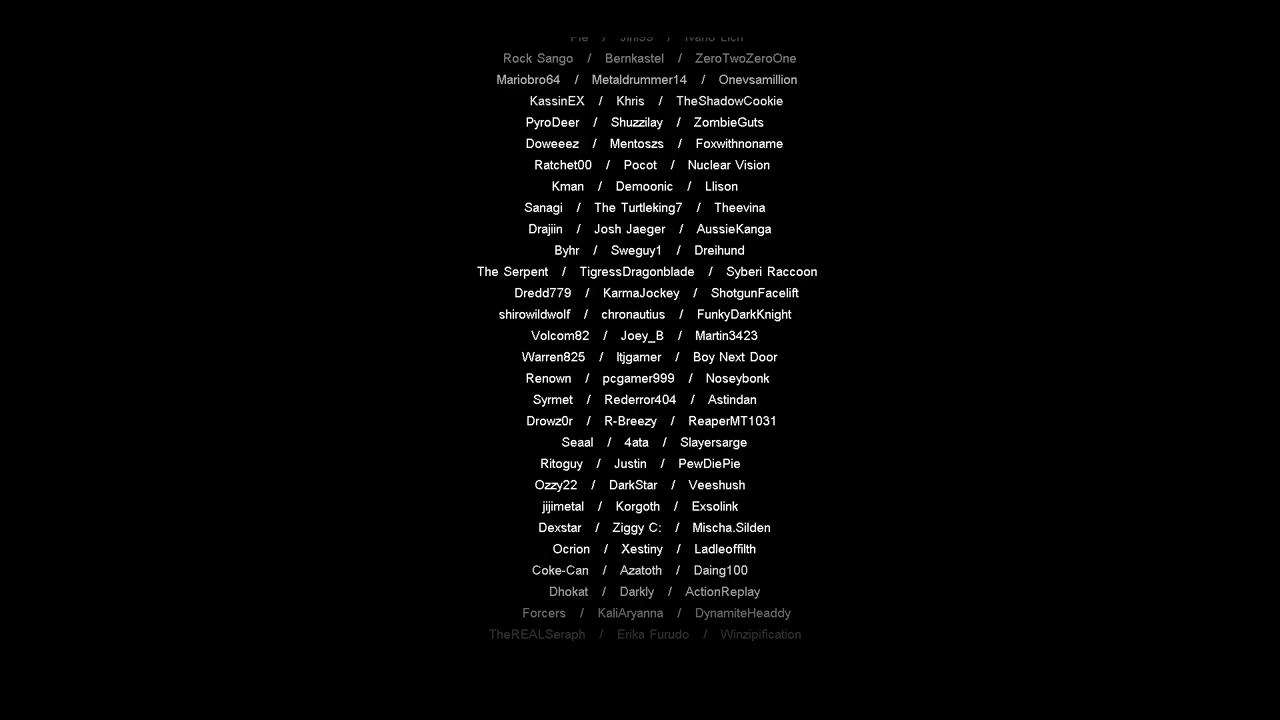 Rock Sango / Bernkastel / ZeroTwoZeroOne
Mariobro64 / Metaldrummer14 / Onevsamillion
KassinEX / Khris / TheShadowCookie
PyroDeer / Shuzzilay / ZombieGuts
Doweeez / Mentoszs / Foxwithnoname
Ratchet00 / Pocot / Nuclear Vision
Kman / Demoonic / Llison
Sanagi / The Turtleking7 / Theevina
Drajiin / Josh Jaeger / AussieKanga
Byhr / Sweguy1 / Dreihund
The Serpent / TigressDragonblade / Syberi Raccoon
Dredd779 / KarmaJockey / ShotgunFacelift
shirowildwolf / chronautius / FunkyDarkKnight
Volcom82 / Joey_B / Martin3423
Warren825 / ltjgamer / Boy Next Door
Renown / pcgamer999 / Noseybonk
Syrmet / Rederror404 / Astindan
Drowz0r / R-Breezy / ReaperMT1031
Seaal / 4ata / Slayersarge
Ritoguy / Justin / PewDiePie
Ozzy22 / DarkStar / Veeshush
jijimetal / Korgoth / Exsolink
Dexstar / Ziggy C: / Mischa.Silden
Ocrion / Xestiny / Ladleoffilth
Coke-Can / Azatoth / Daing100
Dhokat / Darkly / ActionReplay
Forcers / KaliAryanna / DynamiteHeaddy
TheREALSeraph / Erika Furudo / Winzipification